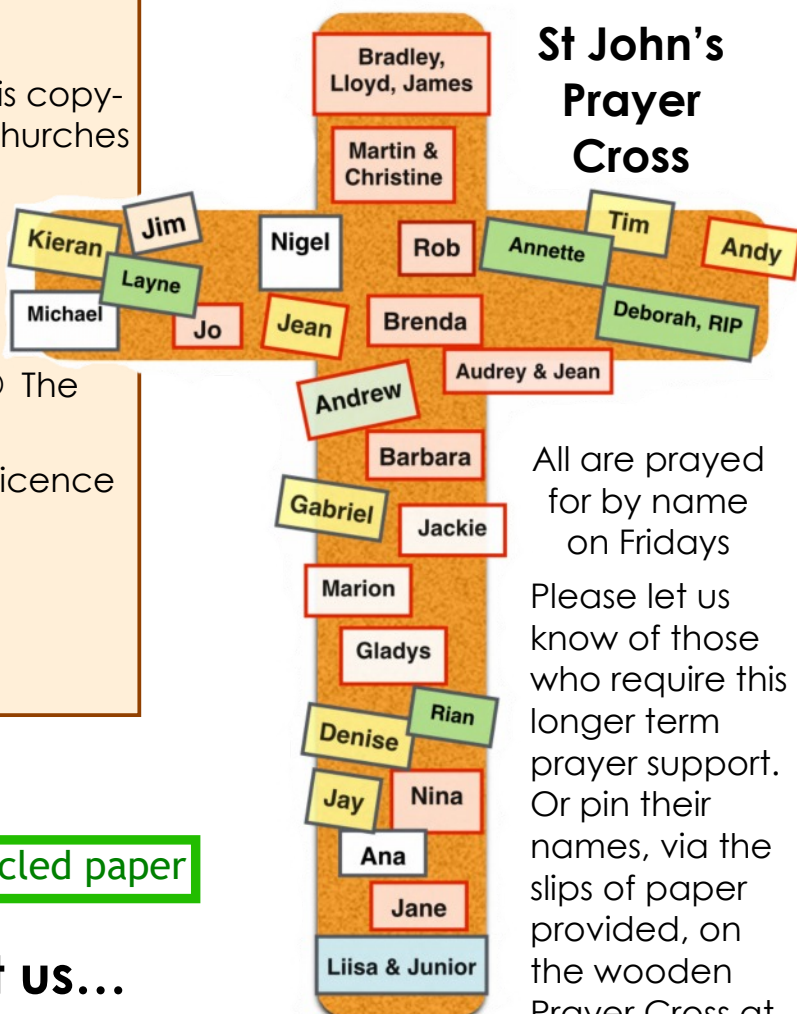 is copy-
hurches
The
icence
cled paper
t us…
St John’s
Prayer
Cross
Bradley,
Lloyd, James
Martin &
Christine
Kieran
Jim
Layne
Michael
Jo
Nigel
Jean
Rob
Brenda
Annette
Tim
Andy
Deborah, RIP
Audrey & Jean
Andrew
Barbara
Gabriel
Jackie
Marion
Gladys
Rian
Denise
Jay
Nina
Ana
Jane
Liisa & Junior
All are prayed
for by name
on Fridays
Please let us
know of those
who require this
longer term
prayer support.
Or pin their
names, via the
slips of paper
provided, on
the wooden
Prayer Cross at